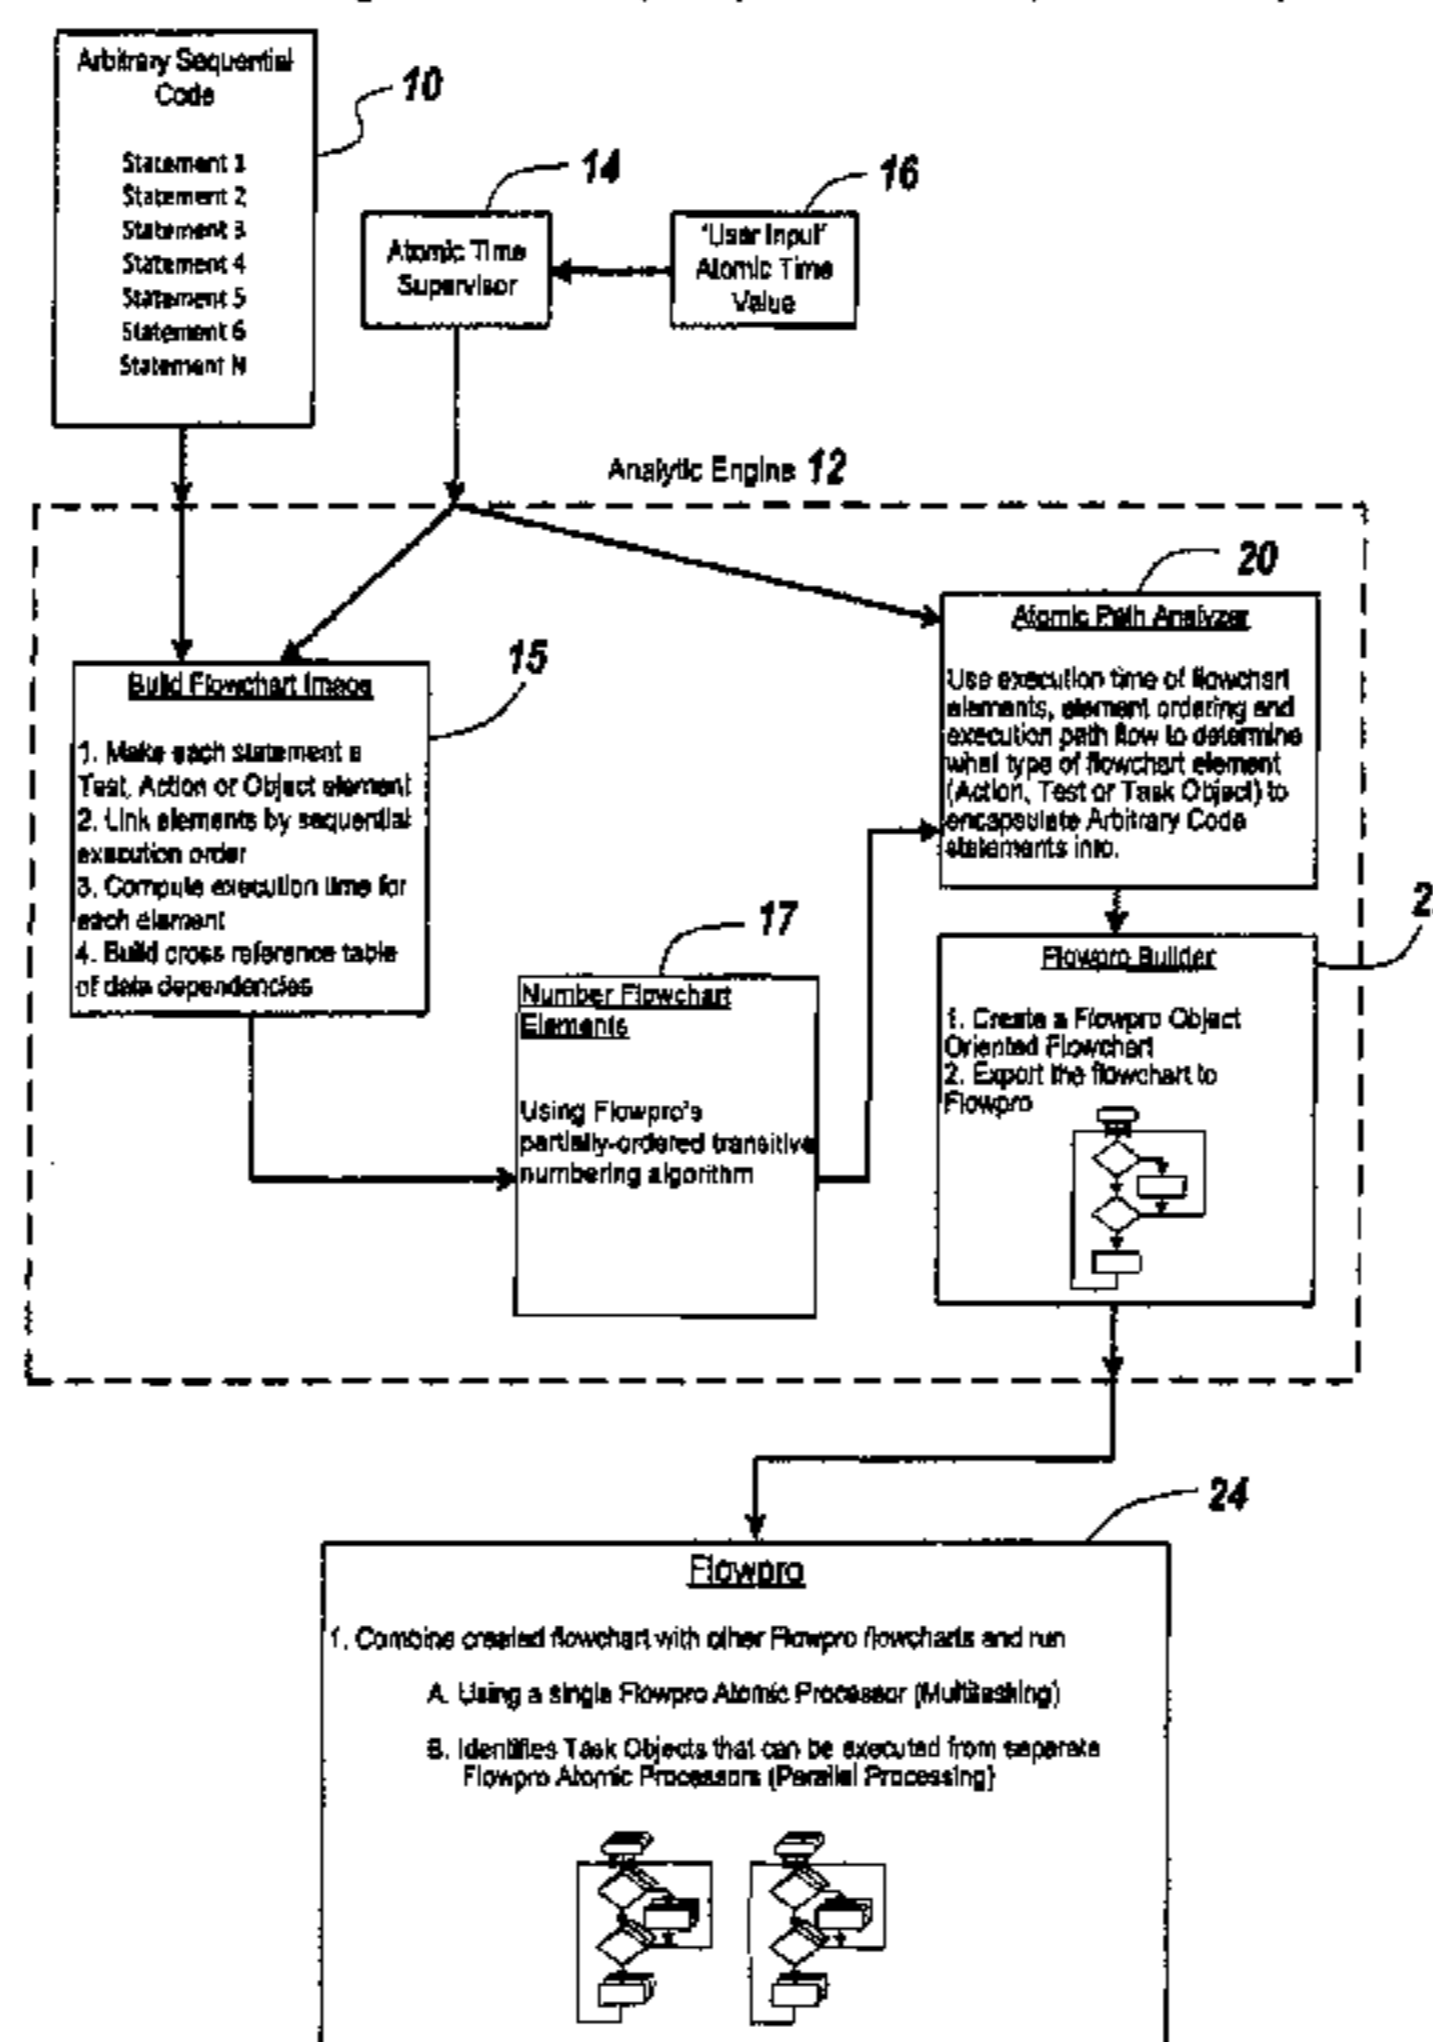 Arbitrary Sequential
Code
Statement 1
Statement 2
Statement 3
Statement 4
Statement 5
Statement 6
Statement N
10
14
Atomic Time
Supervisor
16
'User Input'
Atomic Time
Value
Analytic Engine 12
15
Build Flowchart Image
1. Make each statement a
Test, Action or Object element
2. Link elements by sequential
execution order
3. Compute execution time for
each element
4. Build cross reference table
of data dependencies
17
Number Flowchart
Elements
Using Flowpro's
partially-ordered transitive
numbering algorithm
20
Atomic Path Analyzer
Use execution time of flowchart
elements, element ordering and
execution path flow to determine
what type of flowchart element
(Action, Test or Task Object) to
encapsulate Arbitrary Code
statements into.
Flowpro Builder
1. Create a Flowpro Object
Oriented Flowchart
2. Export the flowchart to
Flowpro
24
Flowpro
1. Combine created flowchart with other Flowpro flowcharts and run
A. Using a single Flowpro Atomic Processor (Multitasking)
B. Identifies Task Objects that can be executed from separate
Flowpro Atomic Processors (Parallel Processing)